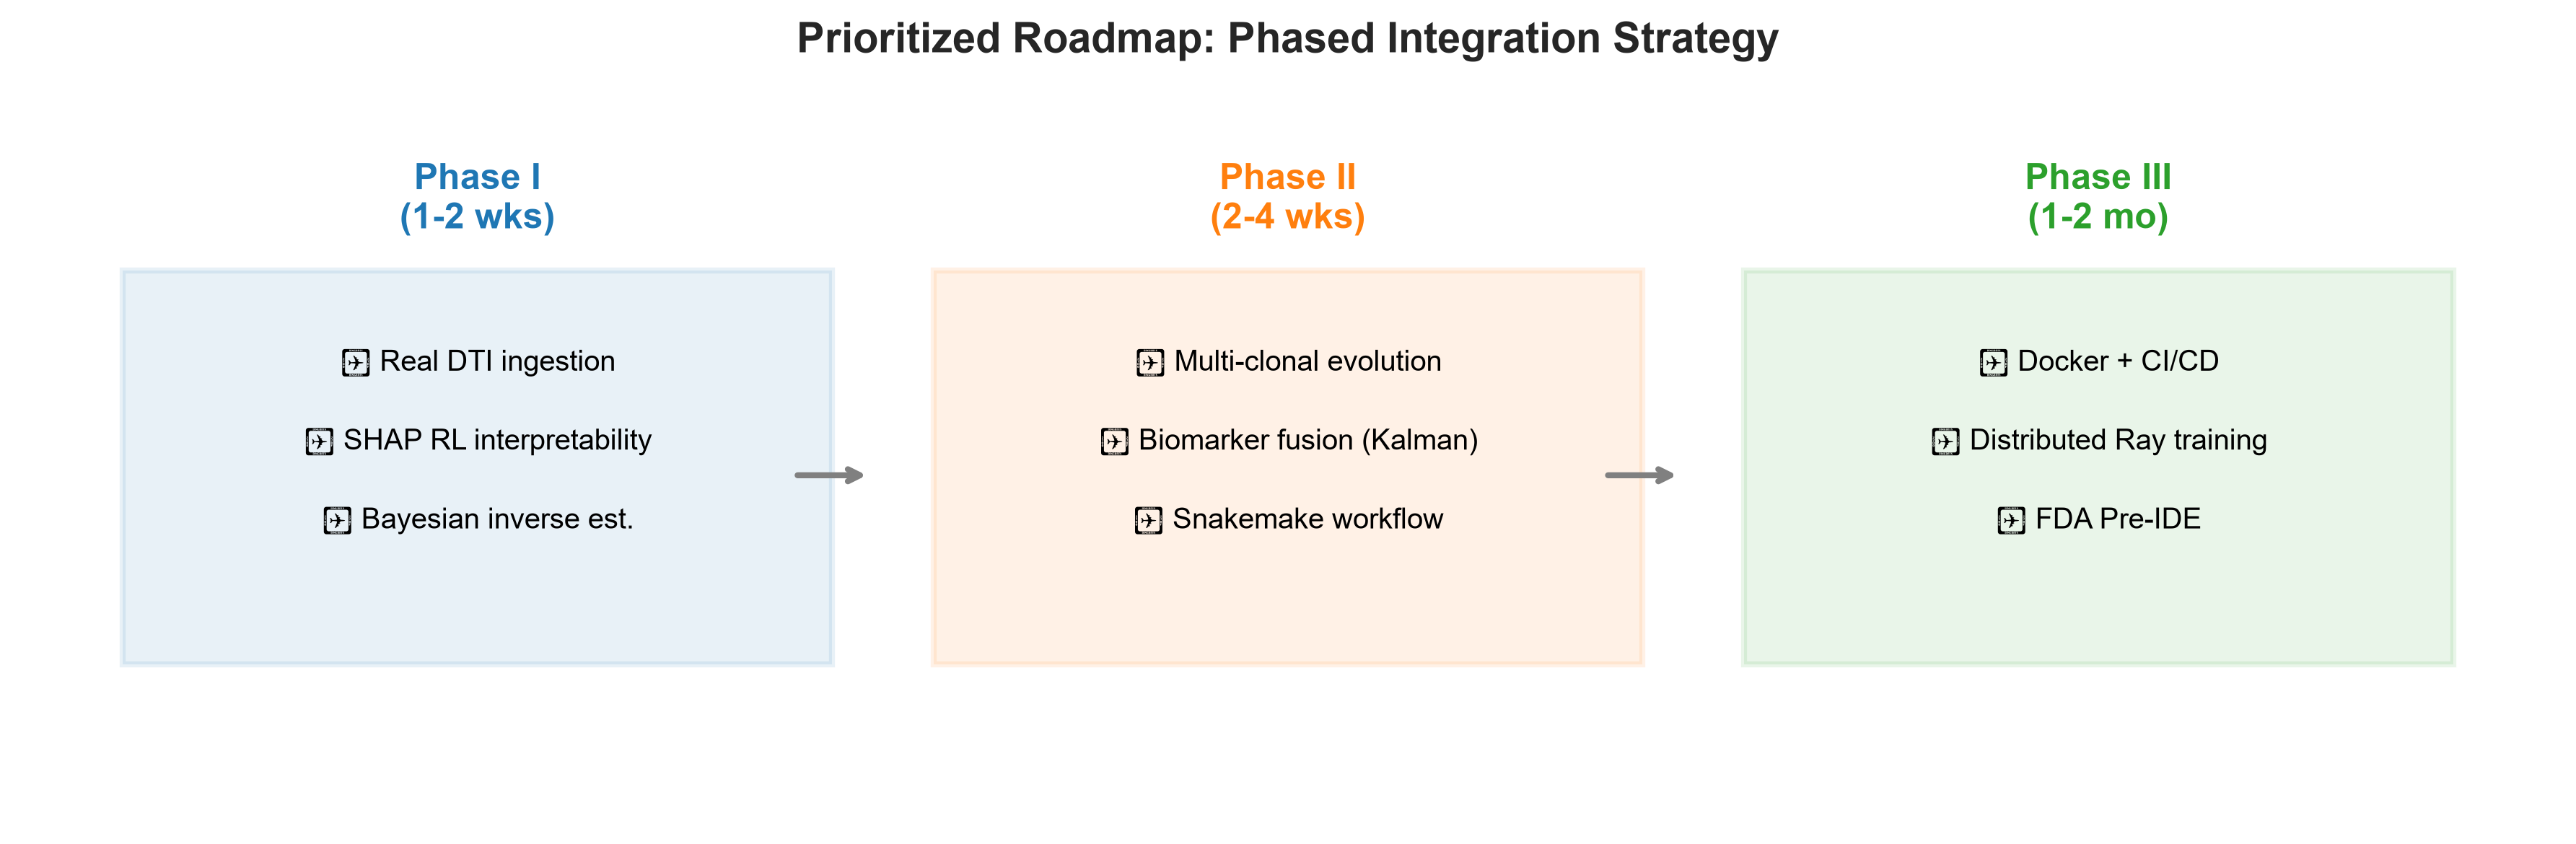 Prioritized Roadmap: Phased Integration Strategy
Phase I
(1-2 wks)
Real DTI ingestion
SHAP RL interpretability
Bayesian inverse est.
Phase II
(2-4 wks)
Multi-clonal evolution
Biomarker fusion (Kalman)
Snakemake workflow
Phase III
(1-2 mo)
Docker + CI/CD
Distributed Ray training
FDA Pre-IDE